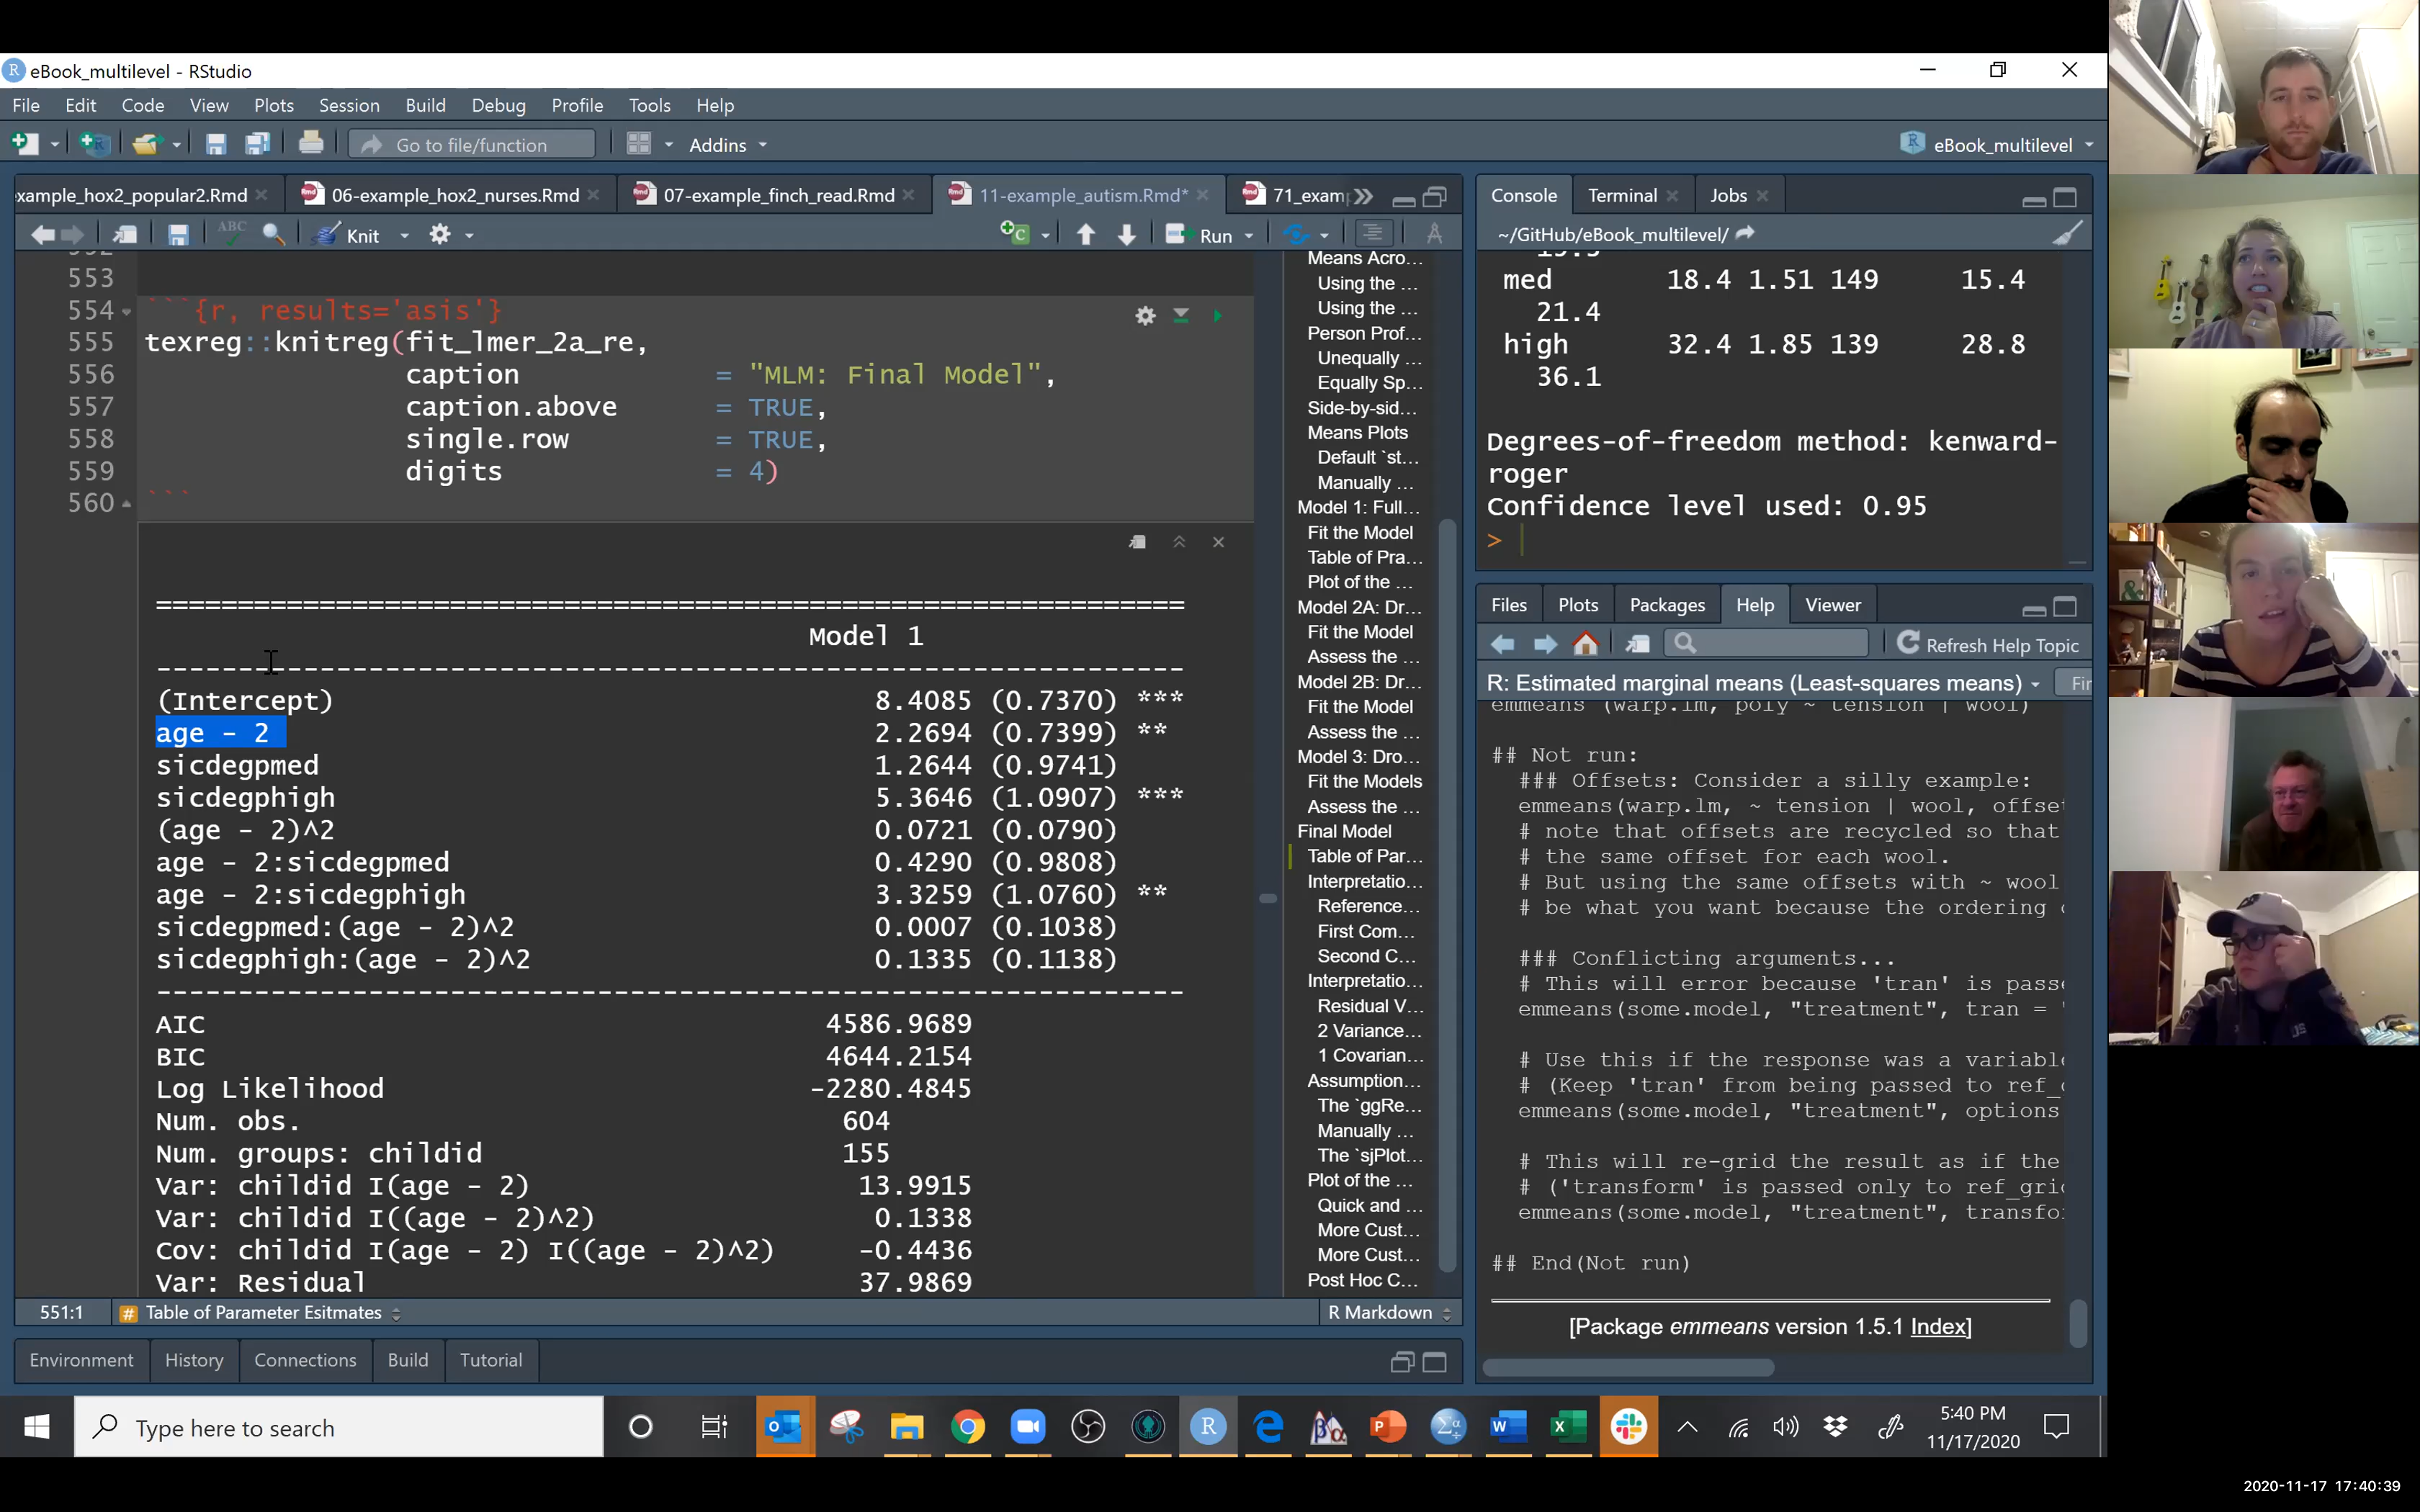 eBook_multilevel - RStudio
File Edit Code View Plots Session Build Debug Profile Tools Help
Go to file/function Addins eBook_multilevel
example_hox2_popular2.Rmd 06-example_hox2_nurses.Rmd 07-example_finch_read.Rmd 11-example_autism.Rmd* 71_exam
ABC Knit Run
553
554 ```{r, results='asis'}
555 texreg::knitreg(fit_lmer_2a_re,
556 caption = "MLM: Final Model",
557 caption.above = TRUE,
558 single.row = TRUE,
559 digits = 4)
560 ```
============================================================
Model 1
------------------------------------------------------------
(Intercept) 8.4085 (0.7370) ***
age - 2 2.2694 (0.7399) **
sicdegpmed 1.2644 (0.9741)
sicdegphigh 5.3646 (1.0907) ***
(age - 2)^2 0.0721 (0.0790)
age - 2:sicdegpmed 0.4290 (0.9808)
age - 2:sicdegphigh 3.3259 (1.0760) **
sicdegpmed:(age - 2)^2 0.0007 (0.1038)
sicdegphigh:(age - 2)^2 0.1335 (0.1138)
------------------------------------------------------------
AIC 4586.9689
BIC 4644.2154
Log Likelihood -2280.4845
Num. obs. 604
Num. groups: childid 155
Var: childid I(age - 2) 13.9915
Var: childid I((age - 2)^2) 0.1338
Cov: childid I(age - 2) I((age - 2)^2) -0.4436
Var: Residual 37.9869
551:1 Table of Parameter Esitmates R Markdown
Means Acro...
Using the ...
Using the ...
Person Prof...
Unequally ...
Equally Sp...
Side-by-sid...
Means Plots
Default `st...
Manually ...
Model 1: Full...
Fit the Model
Table of Pra...
Plot of the ...
Model 2A: Dr...
Fit the Model
Assess the ...
Model 2B: Dr...
Fit the Model
Assess the ...
Model 3: Dro...
Fit the Models
Assess the ...
Final Model
Table of Par...
Interpretatio...
Reference...
First Com...
Second C...
Interpretatio...
Residual V...
2 Variance...
1 Covarian...
Assumption...
The `ggRe...
Manually ...
The `sjPlot...
Plot of the ...
Quick and ...
More Cust...
More Cust...
Post Hoc C...
Environment History Connections Build Tutorial
Console Terminal Jobs
~/GitHub/eBook_multilevel/
med 18.4 1.51 149 15.4
21.4
high 32.4 1.85 139 28.8
36.1
Degrees-of-freedom method: kenward-
roger
Confidence level used: 0.95
>
Files Plots Packages Help Viewer
Refresh Help Topic
R: Estimated marginal means (Least-squares means)
emmeans (warp.lm, poly ~ tension | wool)
## Not run:
### Offsets: Consider a silly example:
emmeans(warp.lm, ~ tension | wool, offset
# note that offsets are recycled so that
# the same offset for each wool.
# But using the same offsets with ~ wool
# be what you want because the ordering
### Conflicting arguments...
# This will error because 'tran' is passe
emmeans(some.model, "treatment", tran = "
# Use this if the response was a variable
# (Keep 'tran' from being passed to ref_
emmeans(some.model, "treatment", options
# This will re-grid the result as if the
# ('transform' is passed only to ref_grid
emmeans(some.model, "treatment", transfo
## End(Not run)
[Package emmeans version 1.5.1 Index]
Type here to search
5:40 PM
11/17/2020
2020-11-17 17:40:39